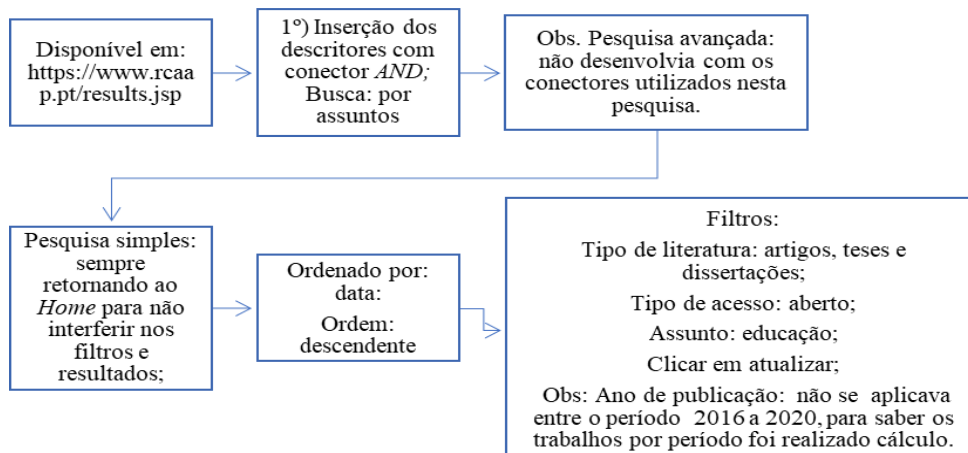 Disponível em:
https://www.rcaa
p.pt/results.jsp
1º) Inserção dos
descritores com
conector AND;
Busca: por
assuntos
Obs. Pesquisa avançada:
não desenvolvia com os
conectores utilizados nesta
pesquisa.
Pesquisa simples:
sempre
retornando ao
Home para não
interferir nos
filtros e
resultados;
Ordenado por:
data:
Ordem:
descendente
Filtros:
Tipo de literatura: artigos, teses e
dissertações;
Tipo de acesso: aberto;
Assunto: educação;
Clicar em atualizar;
Obs: Ano de publicação: não se aplicava
entre o período 2016 a 2020, para saber os
trabalhos por período foi realizado cálculo.